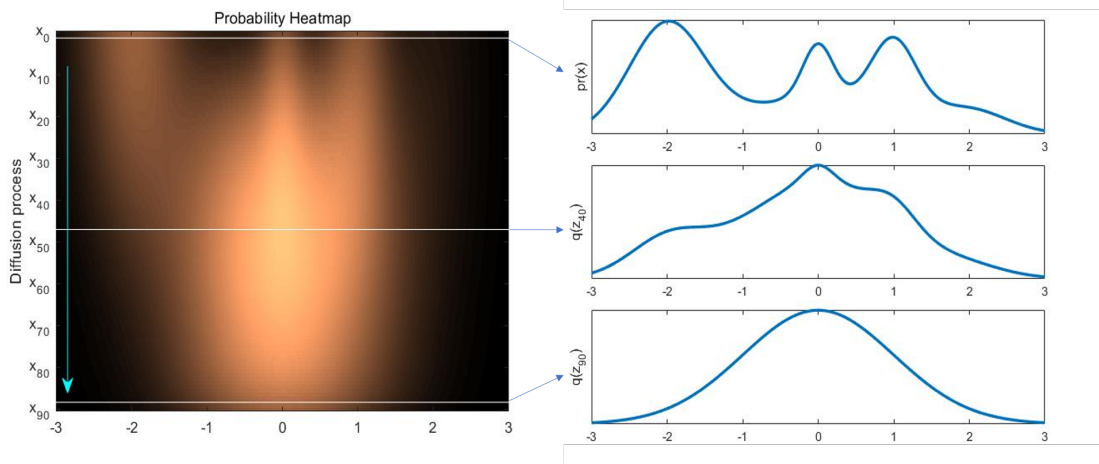 Probability Heatmap
Diffusion process
x0
x10
x20
x30
x40
x50
x60
x70
x80
x90
-3 -2 -1 0 1 2 3
pr(x)
-3 -2 -1 0 1 2 3
q(z40)
-3 -2 -1 0 1 2 3
q(z90)
-3 -2 -1 0 1 2 3